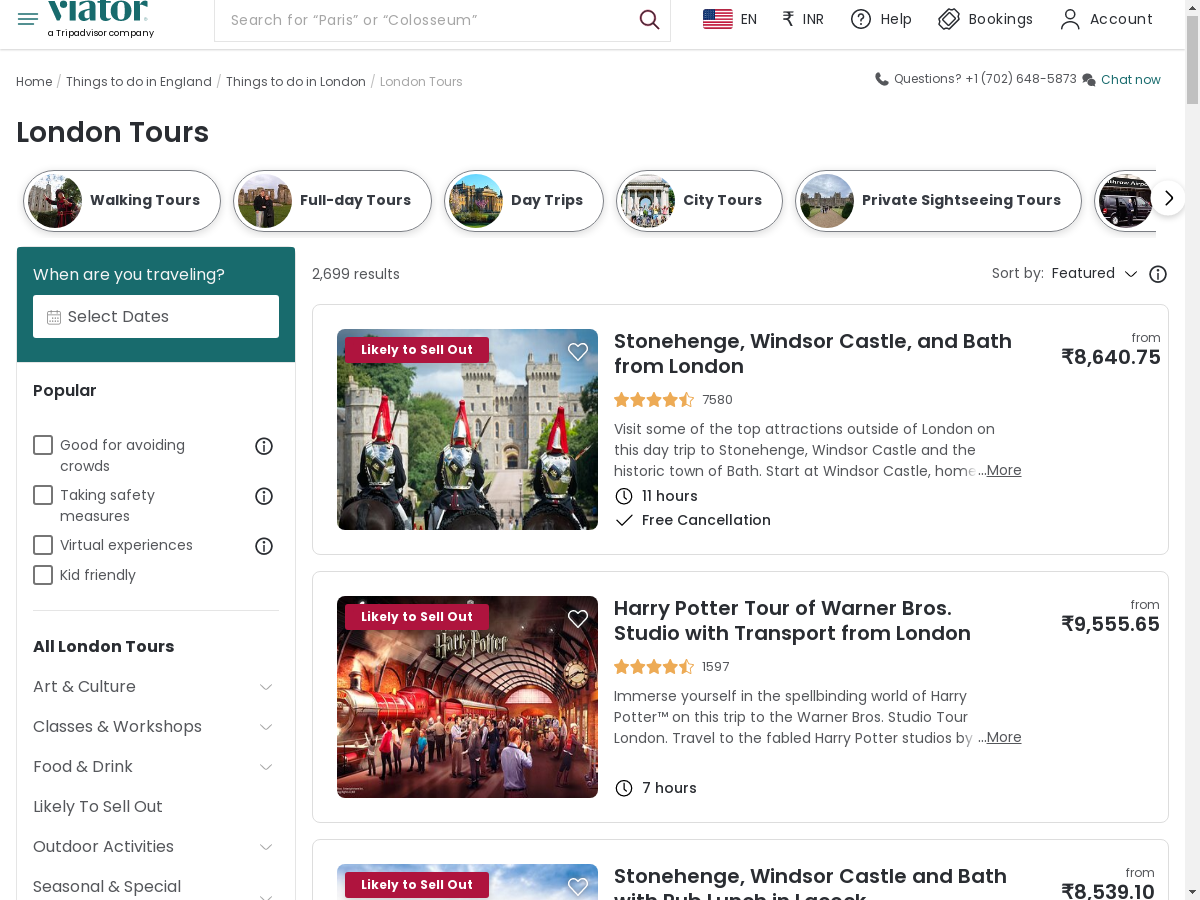 viator
a Tripadvisor company
Search for “Paris” or “Colosseum”
EN
₹ INR
Help
Bookings
Account
Home / Things to do in England / Things to do in London / London Tours
Questions? +1 (702) 648-5873
Chat now
London Tours
Walking Tours
Full-day Tours
Day Trips
City Tours
Private Sightseeing Tours
When are you traveling?
Select Dates
2,699 results
Sort by: Featured
Popular
Good for avoiding
crowds
Taking safety
measures
Virtual experiences
Kid friendly
All London Tours
Art & Culture
Classes & Workshops
Food & Drink
Likely To Sell Out
Outdoor Activities
Seasonal & Special
Likely to Sell Out
Stonehenge, Windsor Castle, and Bath
from London
from
₹8,640.75
7580
Visit some of the top attractions outside of London on
this day trip to Stonehenge, Windsor Castle and the
historic town of Bath. Start at Windsor Castle, home ...More
11 hours
Free Cancellation
Likely to Sell Out
Harry Potter
Harry Potter Tour of Warner Bros.
Studio with Transport from London
from
₹9,555.65
1597
Immerse yourself in the spellbinding world of Harry
Potter™ on this trip to the Warner Bros. Studio Tour
London. Travel to the fabled Harry Potter studios by ...More
7 hours
Likely to Sell Out
Stonehenge, Windsor Castle and Bath
with Pub Lunch in Lacock
from
₹8,539.10